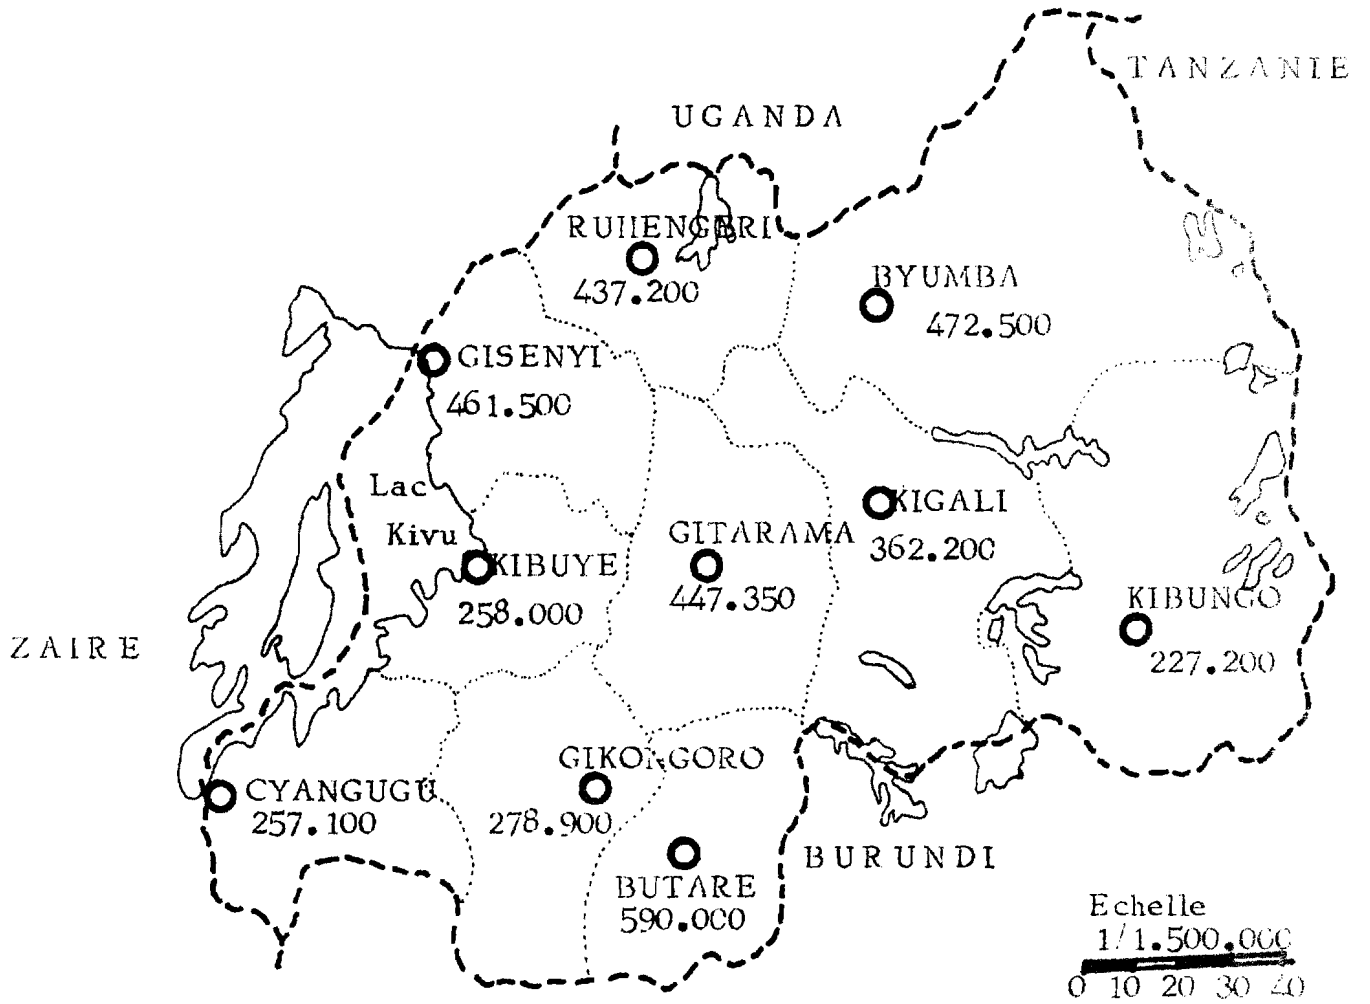 TANZANIE
UGANDA
RUHENGERI
437.200
BYUMBA
472.500
GISENYI
461.500
Lac
Kivu
KIGALI
362.200
GITARAMA
447.350
KIBUYE
258.000
KIBUNGO
227.200
ZAIRE
GIKONGORO
278.900
CYANGUGU
257.100
BURUNDI
BUTARE
590.000
Echelle
1/1.500.000
0 10 20 30 40